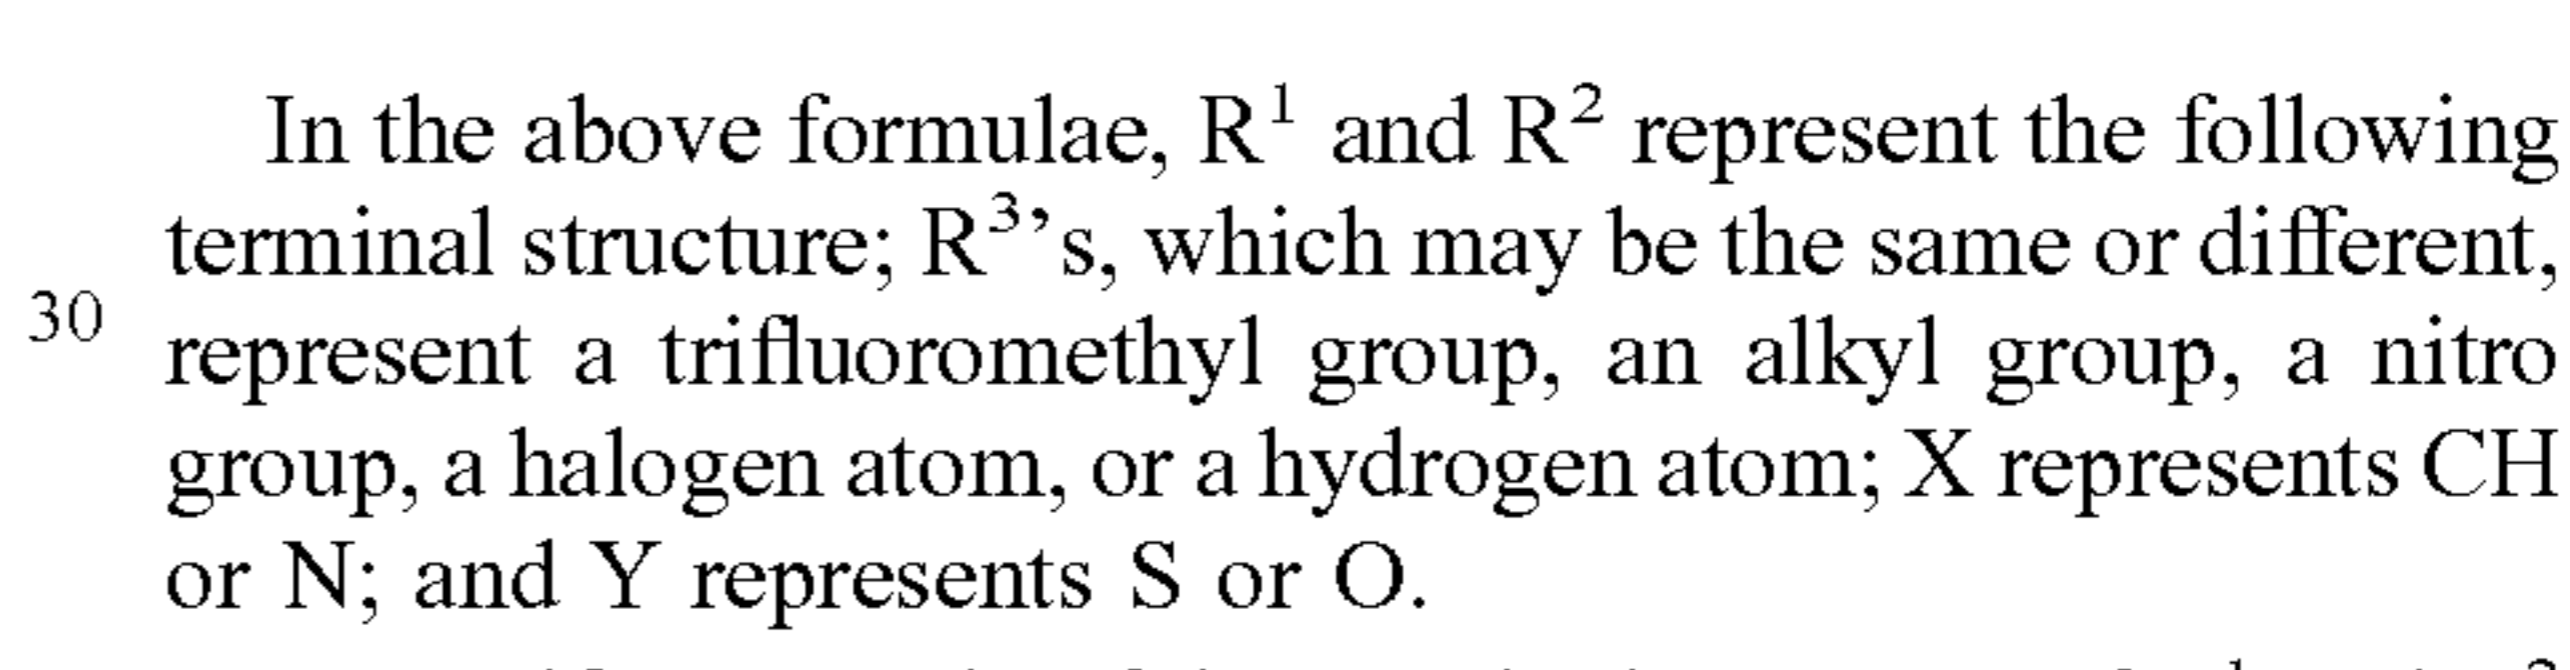 In the above formulae, R¹ and R² represent the following
terminal structure; R³’s, which may be the same or different,
30
represent a trifluoromethyl group, an alkyl group, a nitro
group, a halogen atom, or a hydrogen atom; X represents CH
or N; and Y represents S or O.